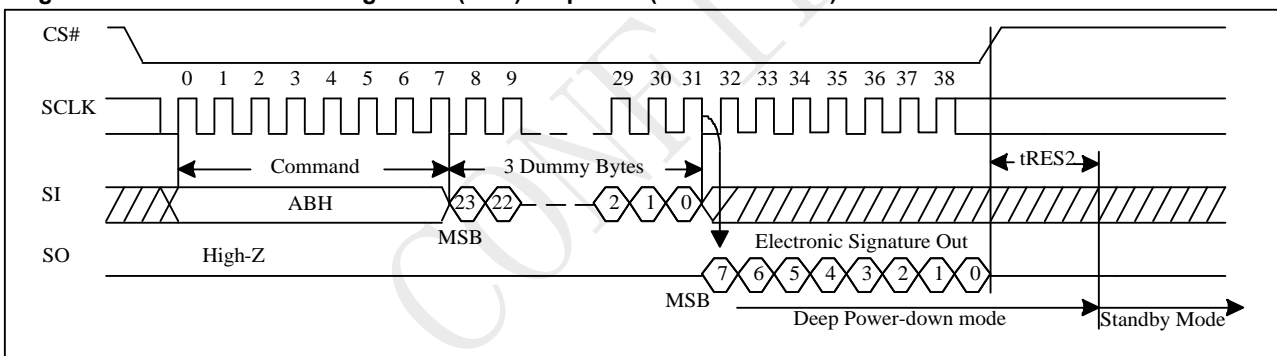 CS#
0 1 2 3 4 5 6 7 8 9 29 30 31 32 33 34 35 36 37 38
SCLK
Command 3 Dummy Bytes tRES2
SI
ABH 23 22 2 1 0
MSB
SO High-Z Electronic Signature Out
7 6 5 4 3 2 1 0
MSB
Deep Power-down mode Standby Mode